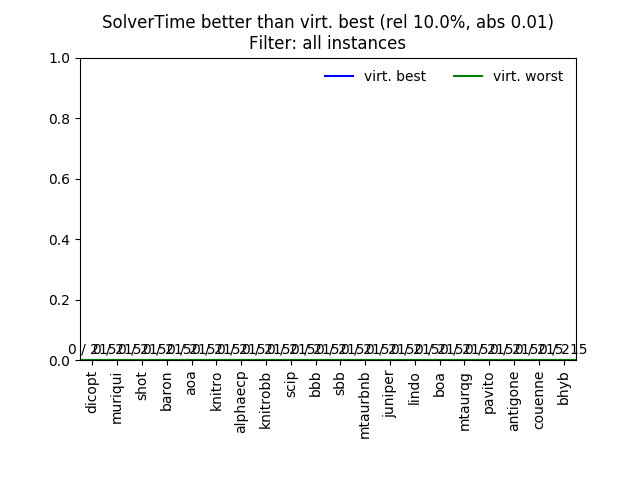 SolverTime better than virt. best (rel 10.0%, abs 0.01)
Filter: all instances
virt. best
virt. worst
1.0
0.8
0.6
0.4
0.2
0.0
dicopt
muriqui
shot
baron
aoa
knitro
alphaecp
knitrobb
scip
bbb
sbb
mtaurbnb
juniper
lindo
boa
mtaurqg
pavito
antigone
couenne
bhyb